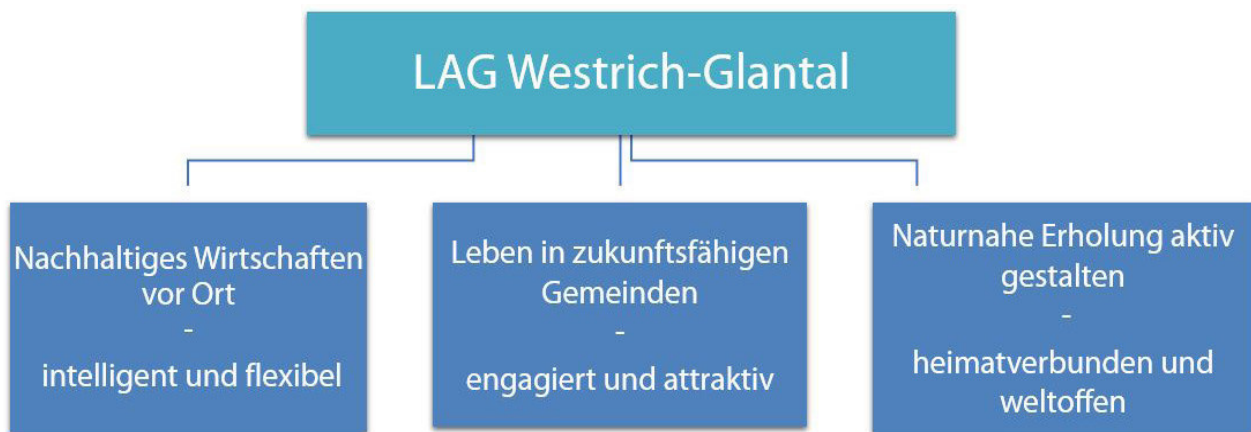 LAG Westrich-Glantal
Nachhaltiges Wirtschaften
vor Ort
-
intelligent und flexibel
Leben in zukunftsfähigen
Gemeinden
-
engagiert und attraktiv
Naturnahe Erholung aktiv
gestalten
-
heimatverbunden und
weltoffen